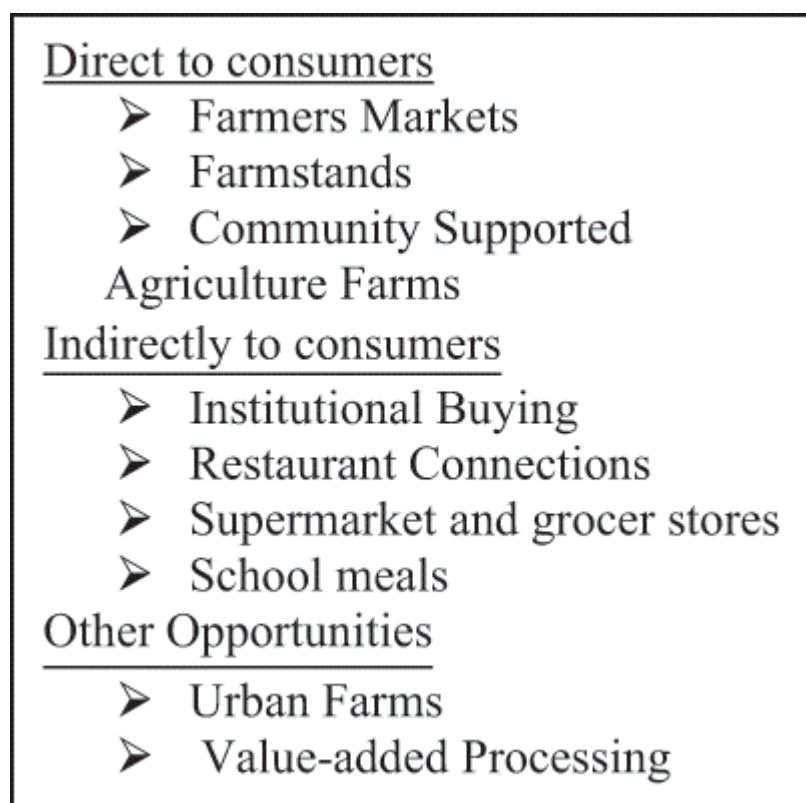 Direct to consumers
➢ Farmers Markets
➢ Farmstands
➢ Community Supported
Agriculture Farms
Indirectly to consumers
➢ Institutional Buying
➢ Restaurant Connections
➢ Supermarket and grocer stores
➢ School meals
Other Opportunities
➢ Urban Farms
➢ Value-added Processing